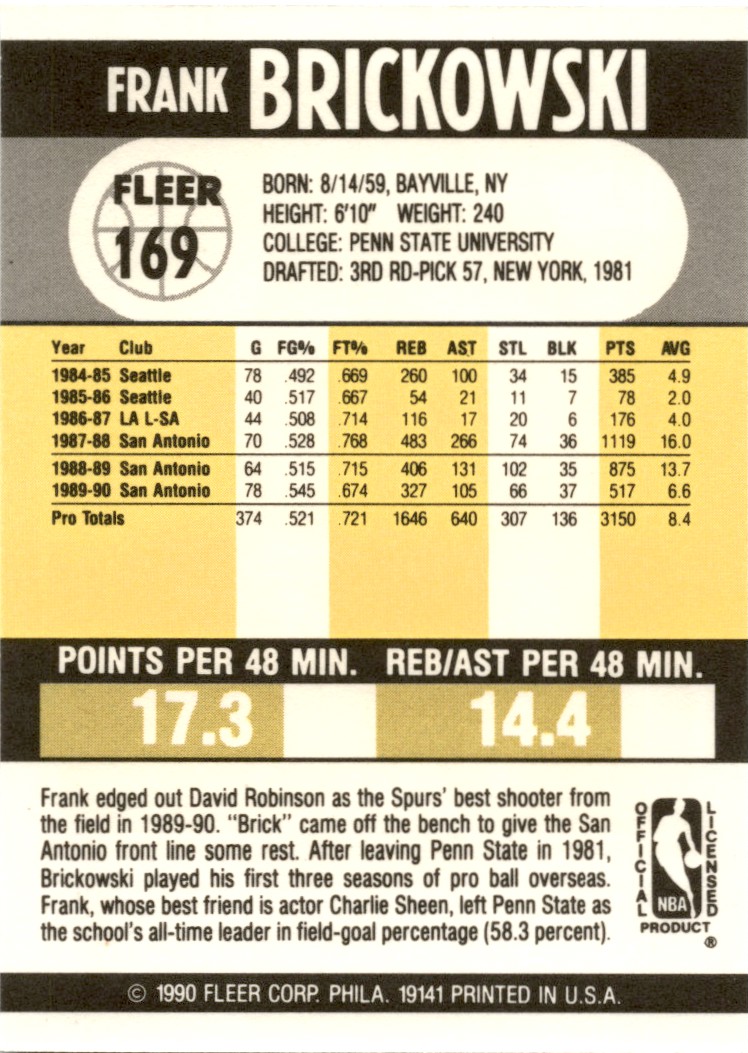 FRANK BRICKOWSKI
FLEER
169
BORN: 8/14/59, BAYVILLE, NY
HEIGHT: 6'10" WEIGHT: 240
COLLEGE: PENN STATE UNIVERSITY
DRAFTED: 3RD RD-PICK 57, NEW YORK, 1981
Year Club G FG% FT% REB AST STL BLK PTS AVG
1984-85 Seattle 78 .492 .669 260 100 34 15 385 4.9
1985-86 Seattle 40 .517 .667 54 21 11 7 78 2.0
1986-87 LA L-SA 44 .508 .714 116 17 20 6 176 4.0
1987-88 San Antonio 70 .528 .768 483 266 74 36 1119 16.0
1988-89 San Antonio 64 .515 .715 406 131 102 35 875 13.7
1989-90 San Antonio 78 .545 .674 327 105 66 37 517 6.6
Pro Totals 374 .521 .721 1646 640 307 136 3150 8.4
POINTS PER 48 MIN. REB/AST PER 48 MIN.
17.3 14.4
Frank edged out David Robinson as the Spurs' best shooter from
the field in 1989-90. "Brick" came off the bench to give the San
Antonio front line some rest. After leaving Penn State in 1981,
Brickowski played his first three seasons of pro ball overseas.
Frank, whose best friend is actor Charlie Sheen, left Penn State as
the school's all-time leader in field-goal percentage (58.3 percent).
OFFICIAL LICENSED
NBA
PRODUCT
®
© 1990 FLEER CORP. PHILA. 19141 PRINTED IN U.S.A.